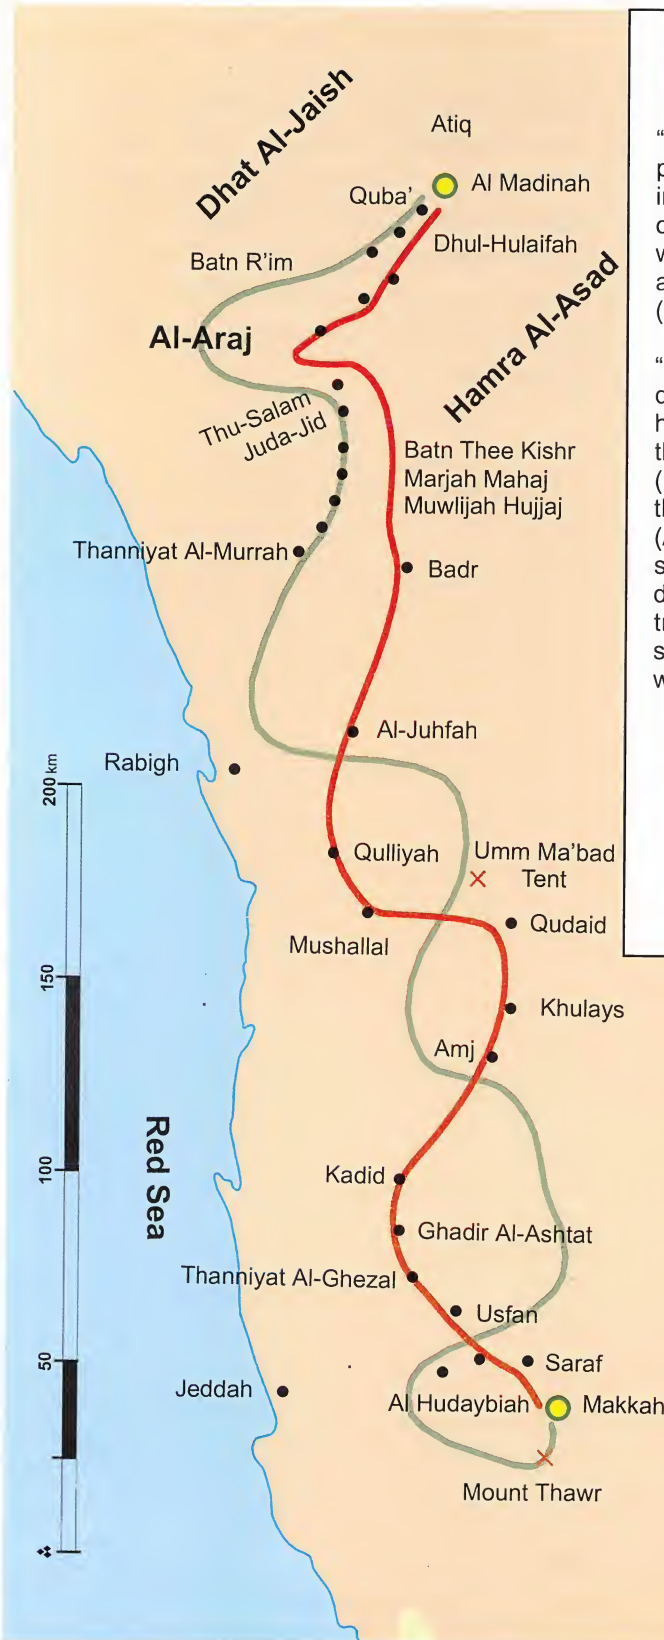 Dhat Al-Jaish
Atiq
Al Madinah
Quba'
Dhul-Hulaifah
Batn R'im
Al-Araj
Hamra Al-Asad
Thu-Salam
Juda-Jid
Batn Thee Kishr
Marjah Mahaj
Muwlijah Hujjaj
Thanniyat Al-Murrah
Badr
Al-Juhfah
Rabigh
200 km
Qulliyah
Umm Ma'bad
Tent
Mushallal
Qudaid
150
Khulays
Amj
Red Sea
100
Kadid
Ghadir Al-Ashtat
Thanniyat Al-Ghezal
Usfan
50
Saraf
Jeddah
Al Hudaybiah
Makkah
Mount Thawr